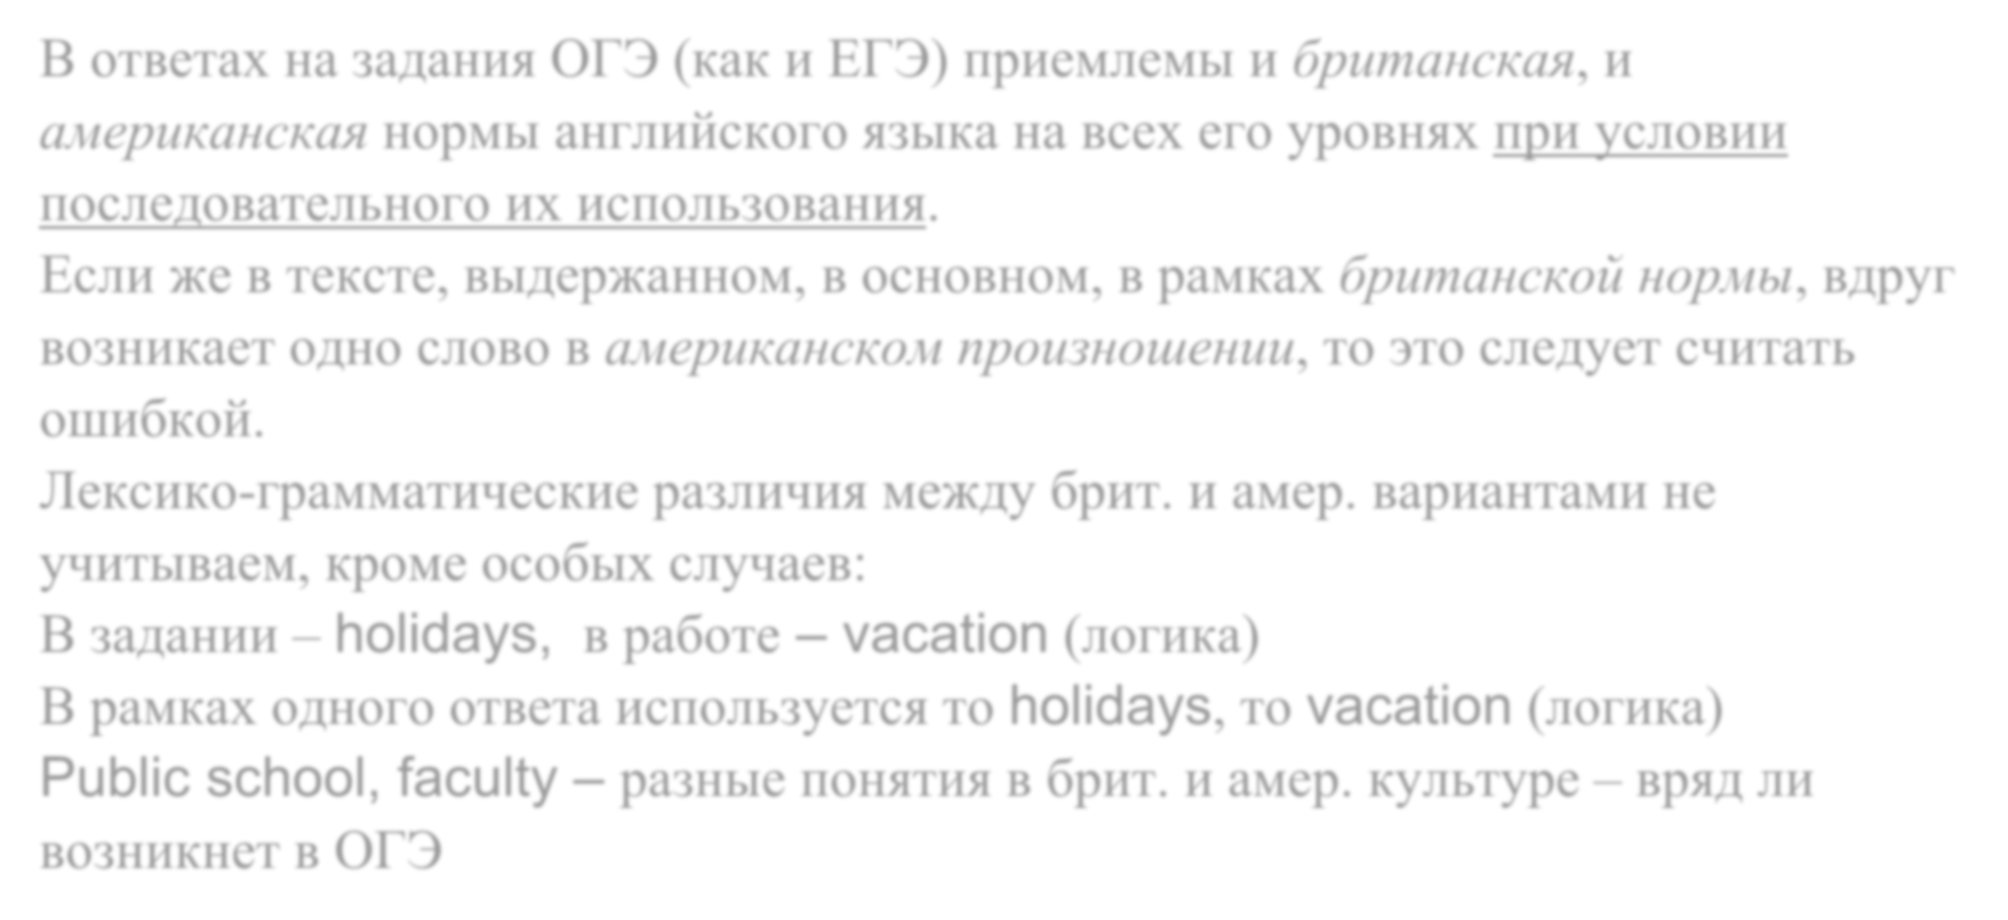 В ответах на задания ОГЭ (как и ЕГЭ) приемлемы и британская, и
американская нормы английского языка на всех его уровнях при условии
последовательного их использования.
Если же в тексте, выдержанном, в основном, в рамках британской нормы, вдруг
возникает одно слово в американском произношении, то это следует считать
ошибкой.
Лексико-грамматические различия между брит. и амер. вариантами не
учитываем, кроме особых случаев:
В задании – holidays,  в работе – vacation (логика)
В рамках одного ответа используется то holidays, то vacation (логика)
Public school, faculty – разные понятия в брит. и амер. культуре – вряд ли
возникнет в ОГЭ